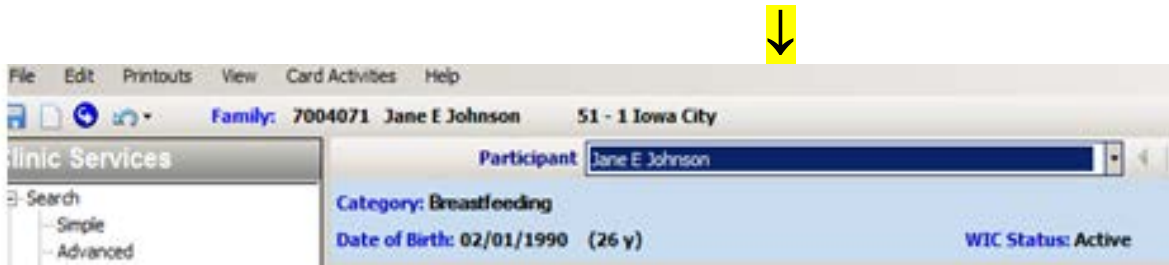 File Edit Printouts View Card Activities Help
Family: 7004071 Jane E Johnson 51 - 1 Iowa City
Clinic Services
Participant Jane E Johnson
Search
Simple
Advanced
Category: Breastfeeding
Date of Birth: 02/01/1990 (26 y) WIC Status: Active